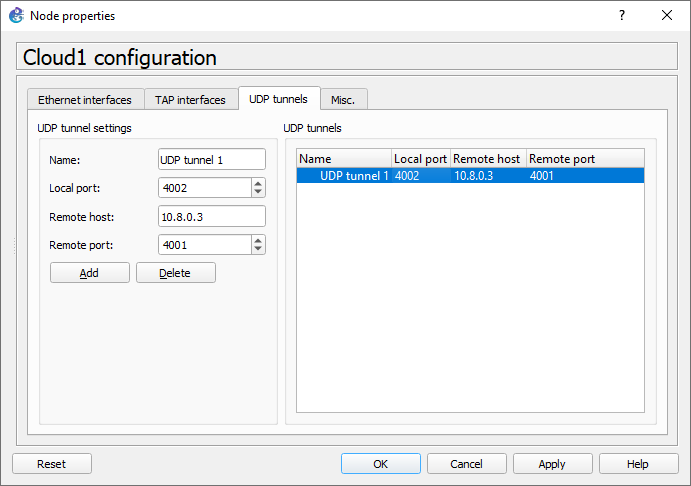 Node properties
?
Cloud1 configuration
Ethernet interfaces TAP interfaces UDP tunnels Misc.
UDP tunnel settings
Name: UDP tunnel 1
Local port: 4002
Remote host: 10.8.0.3
Remote port: 4001
Add Delete
UDP tunnels
Name Local port Remote host Remote port
UDP tunnel 1 4002 10.8.0.3 4001
Reset OK Cancel Apply Help